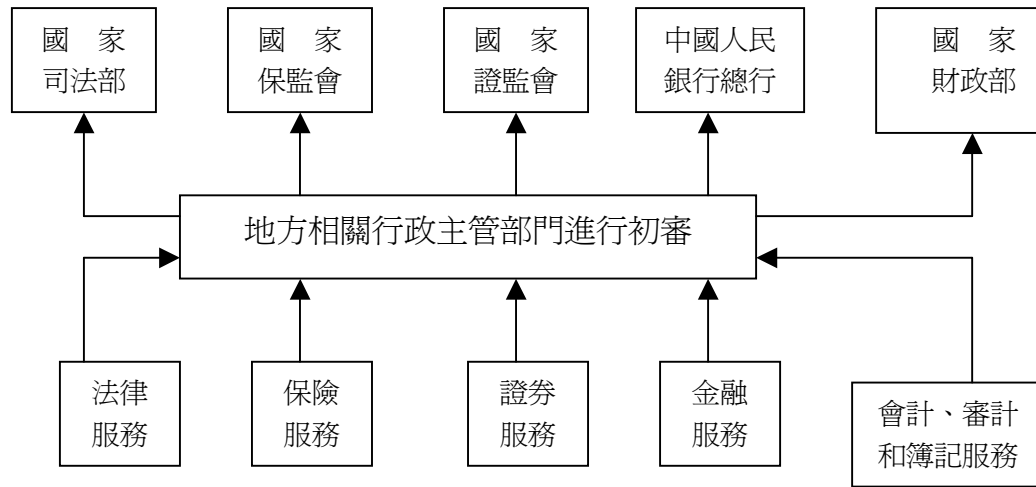 國 家
司法部
國 家
保監會
國 家
證監會
中國人民
銀行總行
國 家
財政部
地方相關行政主管部門進行初審
法律
服務
保險
服務
證券
服務
金融
服務
會計、審計
和簿記服務